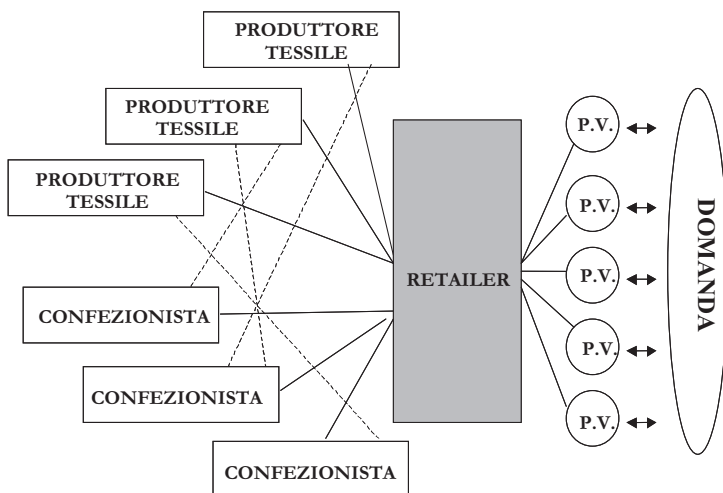 PRODUTTORE
TESSILE
PRODUTTORE
TESSILE
PRODUTTORE
TESSILE
CONFEZIONISTA
CONFEZIONISTA
CONFEZIONISTA
RETAILER
P.V.
P.V.
P.V.
P.V.
P.V.
DOMANDA